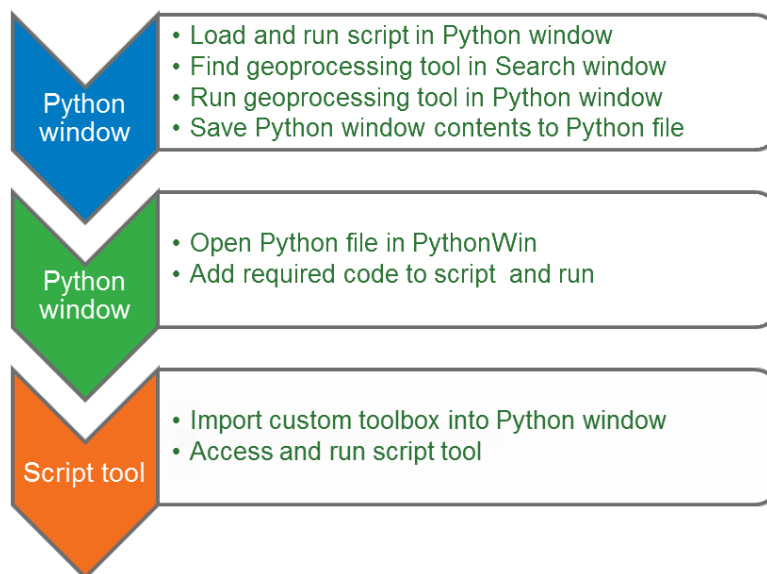 Python
window
• Load and run script in Python window
• Find geoprocessing tool in Search window
• Run geoprocessing tool in Python window
• Save Python window contents to Python file
Python
window
• Open Python file in PythonWin
• Add required code to script and run
Script tool
• Import custom toolbox into Python window
• Access and run script tool